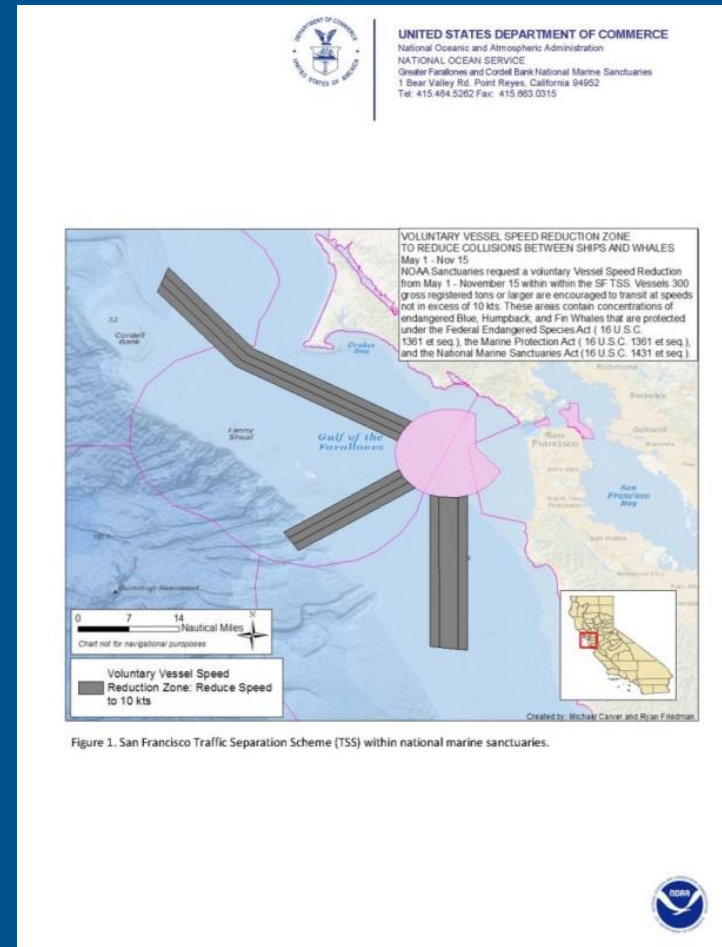 DEPARTMENT OF COMMERCE
UNITED STATES OF AMERICA
UNITED STATES DEPARTMENT OF COMMERCE
National Oceanic and Atmospheric Administration
NATIONAL OCEAN SERVICE
Greater Farallones and Cordell Bank National Marine Sanctuaries
1 Bear Valley Rd. Point Reyes, California 94952
Tel: 415.464.5262 Fax: 415.663.0315
VOLUNTARY VESSEL SPEED REDUCTION ZONE
TO REDUCE COLLISIONS BETWEEN SHIPS AND WHALES
May 1 - Nov 15
NOAA Sanctuaries request a voluntary Vessel Speed Reduction
from May 1 - November 15 within within the SF TSS. Vessels 300
gross registered tons or larger are encouraged to transit at speeds
not in excess of 10 kts. These areas contain concentrations of
endangered Blue, Humpback, and Fin Whales that are protected
under the Federal Endangered Species Act ( 16 U.S.C.
1361 et seq.), the Marine Protection Act ( 16 U.S.C. 1361 et seq.),
and the National Marine Sanctuaries Act (16 U.S.C. 1431 et seq.)
Cordell
Bank
Drakes
Bay
Fanny
Shoal
Gulf of the
Farallones
San
Francisco
Richmond
Berkeley
Oakland
San
Francisco
Bay
0 7 14
Nautical Miles
N
Chart not for navigational purposes
Voluntary Vessel Speed
Reduction Zone: Reduce Speed
to 10 kts
Created by: Michael Carver and Ryan Friedman
Figure 1. San Francisco Traffic Separation Scheme (TSS) within national marine sanctuaries.
NOAA